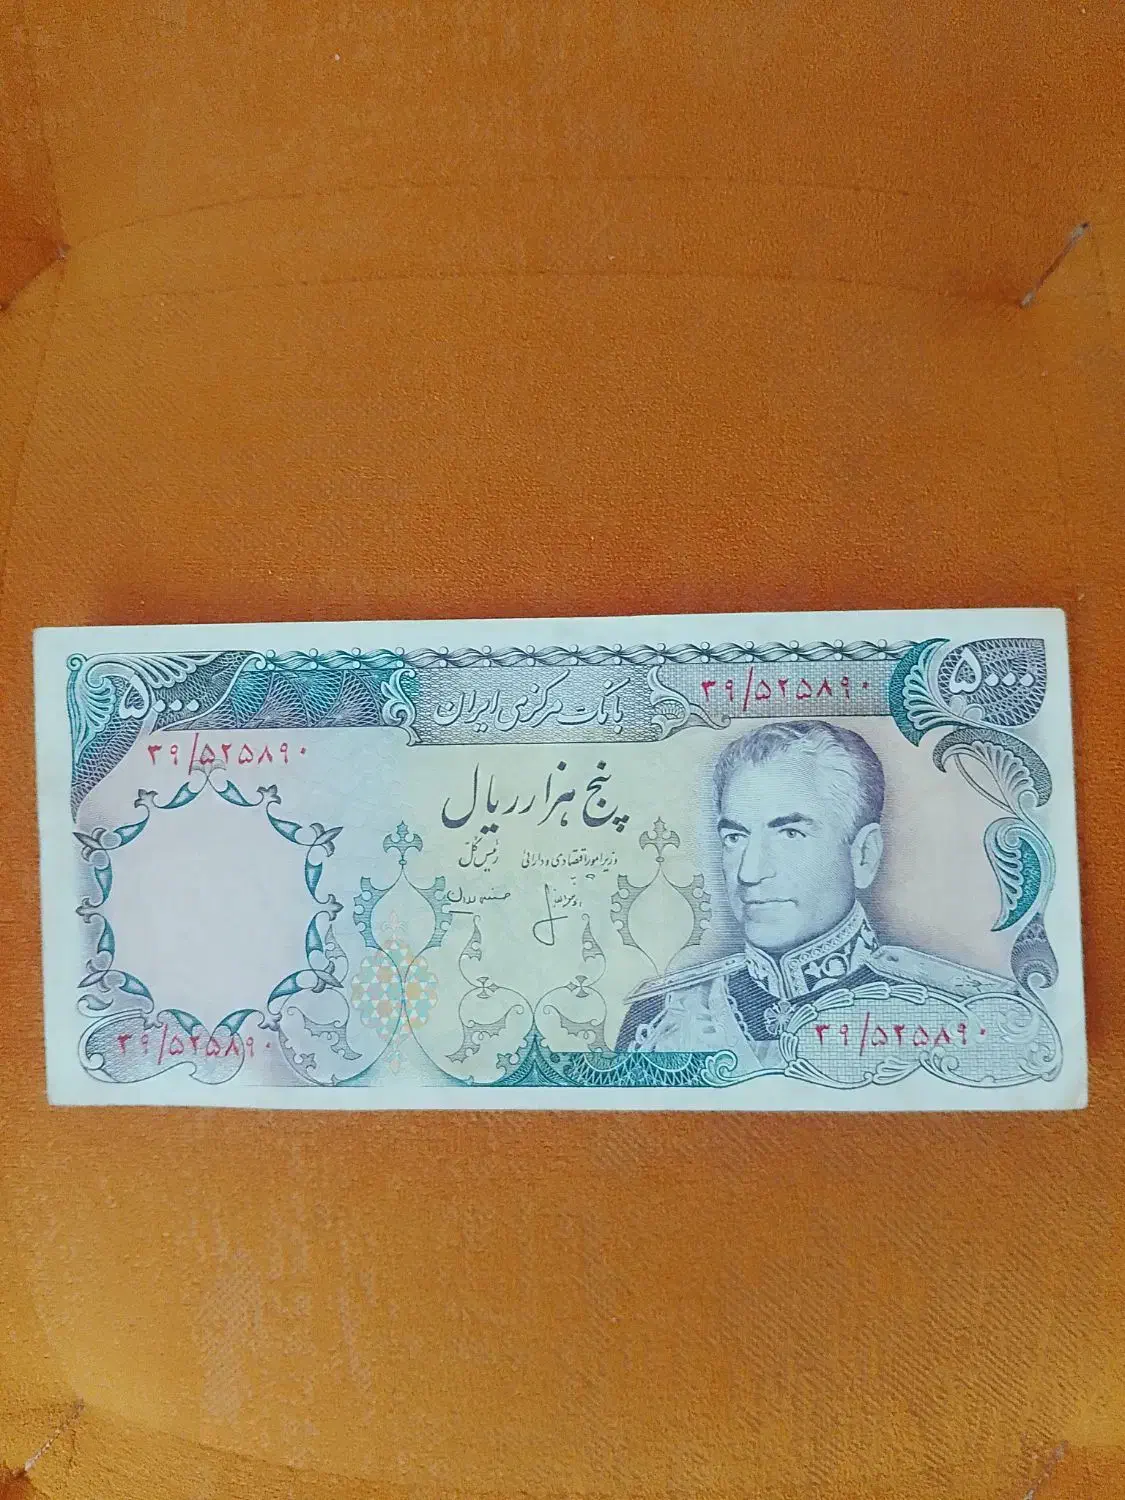 ۵۰۰۰
بانک مرکزی ایران
۳۹/۵۲۵۸۹۰
۵۰۰۰
۳۹/۵۲۵۸۹۰
پنج هزار ریال
وزیر امور اقتصادی و دارائی
رئیس کل
۳۹/۵۲۵۸۹۰
۳۹/۵۲۵۸۹۰